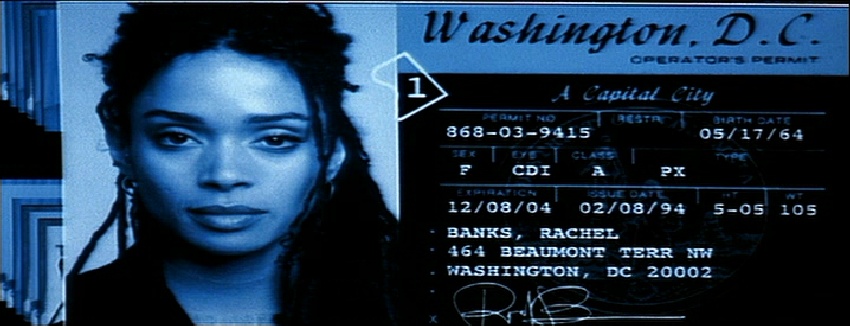 Washington, D.C.
OPERATOR'S PERMIT
1
A Capital City
PERMIT NO RESTR BIRTH DATE
868-03-9415 05/17/64
SEX EYE CLASS TYPE
F CDI A PX
EXPIRATION ISSUE DATE HT WT
12/08/04 02/08/94 5-05 105
BANKS, RACHEL
464 BEAUMONT TERR NW
WASHINGTON, DC 20002
X